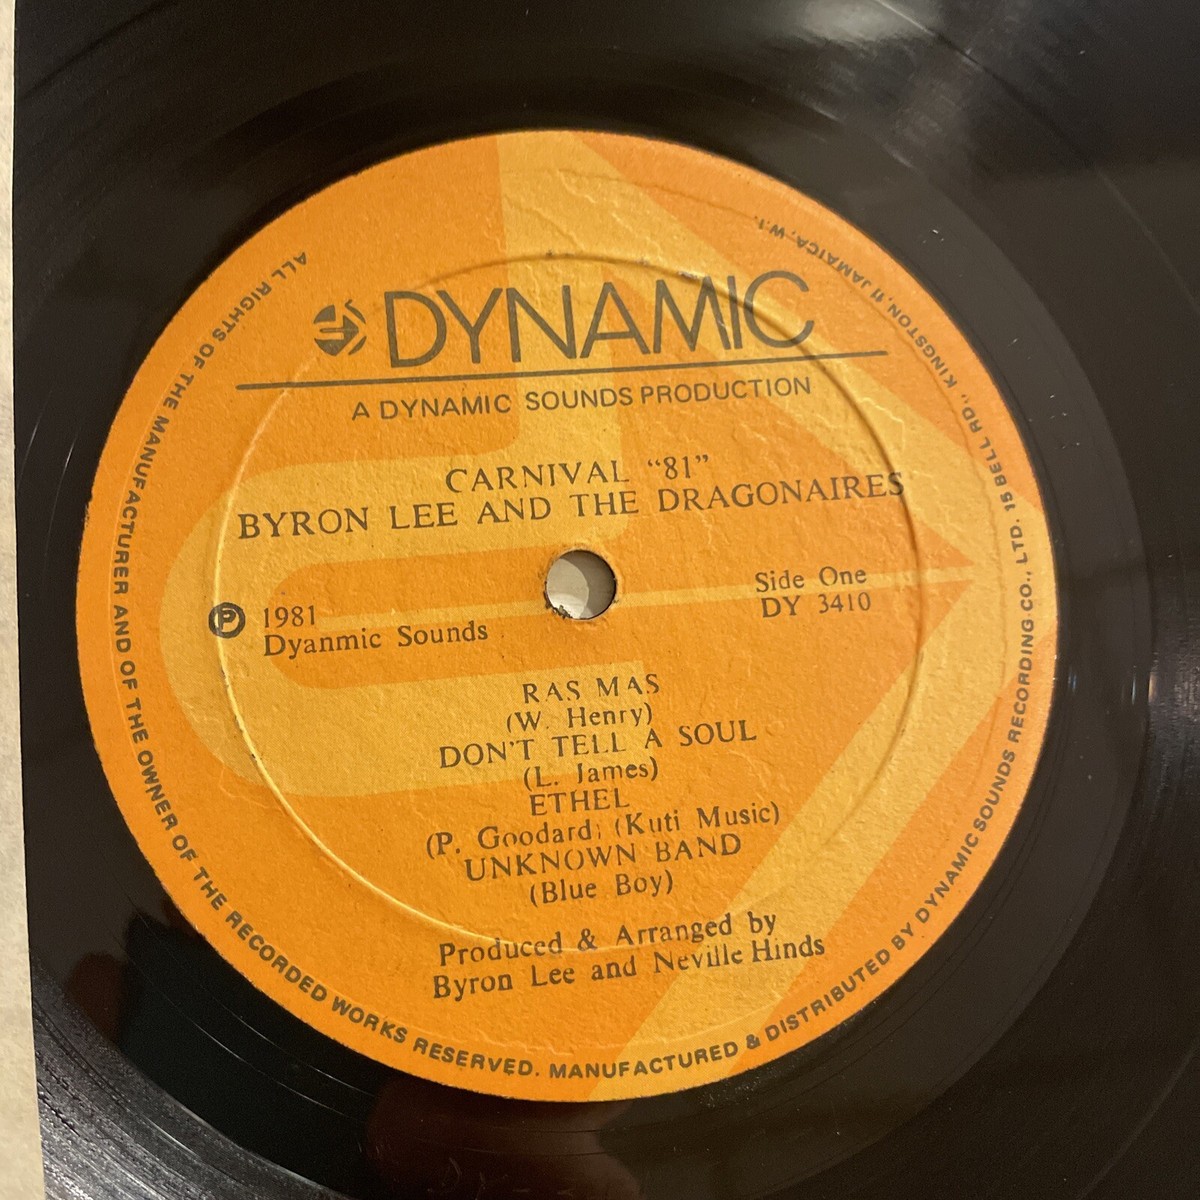 DYNAMIC
A DYNAMIC SOUNDS PRODUCTION
CARNIVAL “81”
BYRON LEE AND THE DRAGONAIRES
Ⓟ 1981
Dyanmic Sounds
Side One
DY 3410
RAS MAS
(W. Henry)
DON'T TELL A SOUL
(L. James)
ETHEL
(P. Goodard; (Kuti Music)
UNKNOWN BAND
(Blue Boy)
Produced & Arranged by
Byron Lee and Neville Hinds
ALL RIGHTS OF THE MANUFACTURER AND OF THE OWNER OF THE RECORDED WORKS RESERVED. MANUFACTURED & DISTRIBUTED BY DYNAMIC SOUNDS RECORDING CO., LTD. 15 BELL RD., KINGSTON, 11 JAMAICA, W.I.